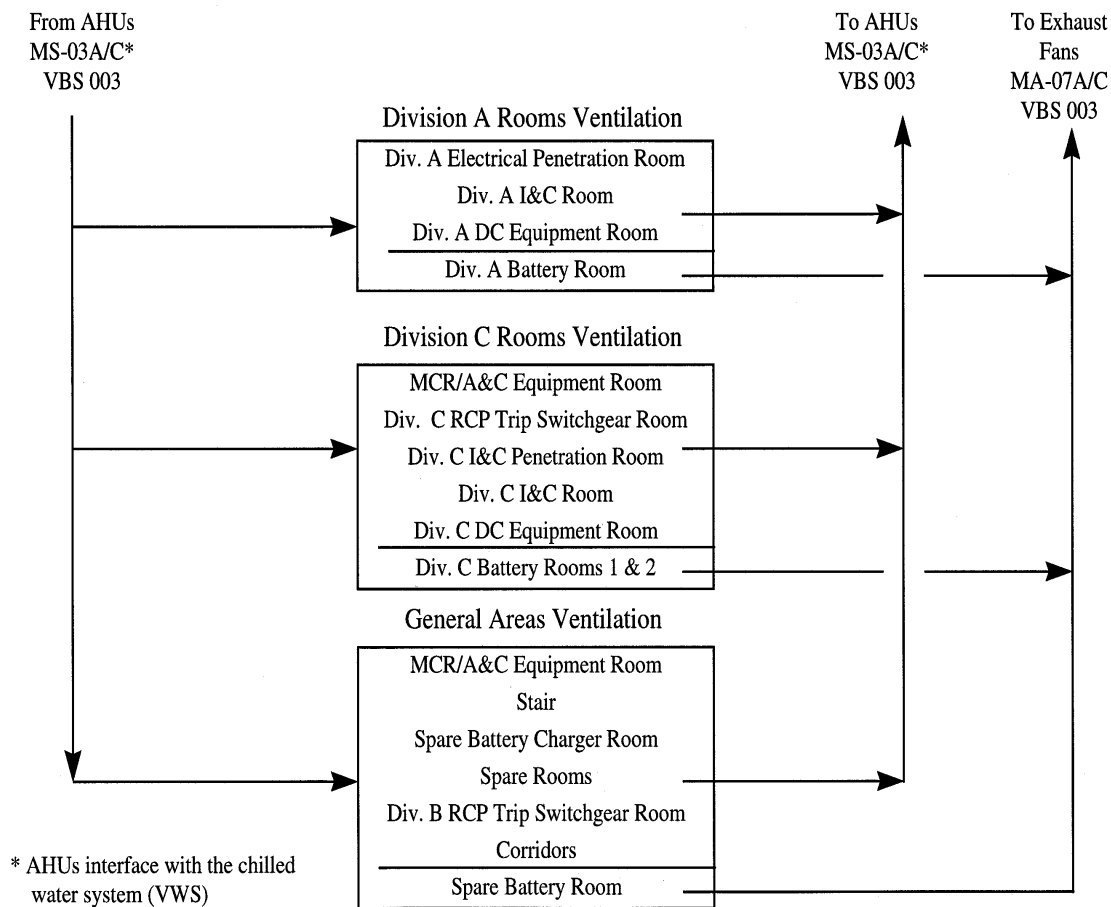 From AHUs
MS-03A/C*
VBS 003
To AHUs
MS-03A/C*
VBS 003
To Exhaust
Fans
MA-07A/C
VBS 003
Division A Rooms Ventilation
Div. A Electrical Penetration Room
Div. A I&C Room
Div. A DC Equipment Room
Div. A Battery Room
Division C Rooms Ventilation
MCR/A&C Equipment Room
Div. C RCP Trip Switchgear Room
Div. C I&C Penetration Room
Div. C I&C Room
Div. C DC Equipment Room
Div. C Battery Rooms 1 & 2
General Areas Ventilation
MCR/A&C Equipment Room
Stair
Spare Battery Charger Room
Spare Rooms
Div. B RCP Trip Switchgear Room
Corridors
Spare Battery Room
* AHUs interface with the chilled
water system (VWS)